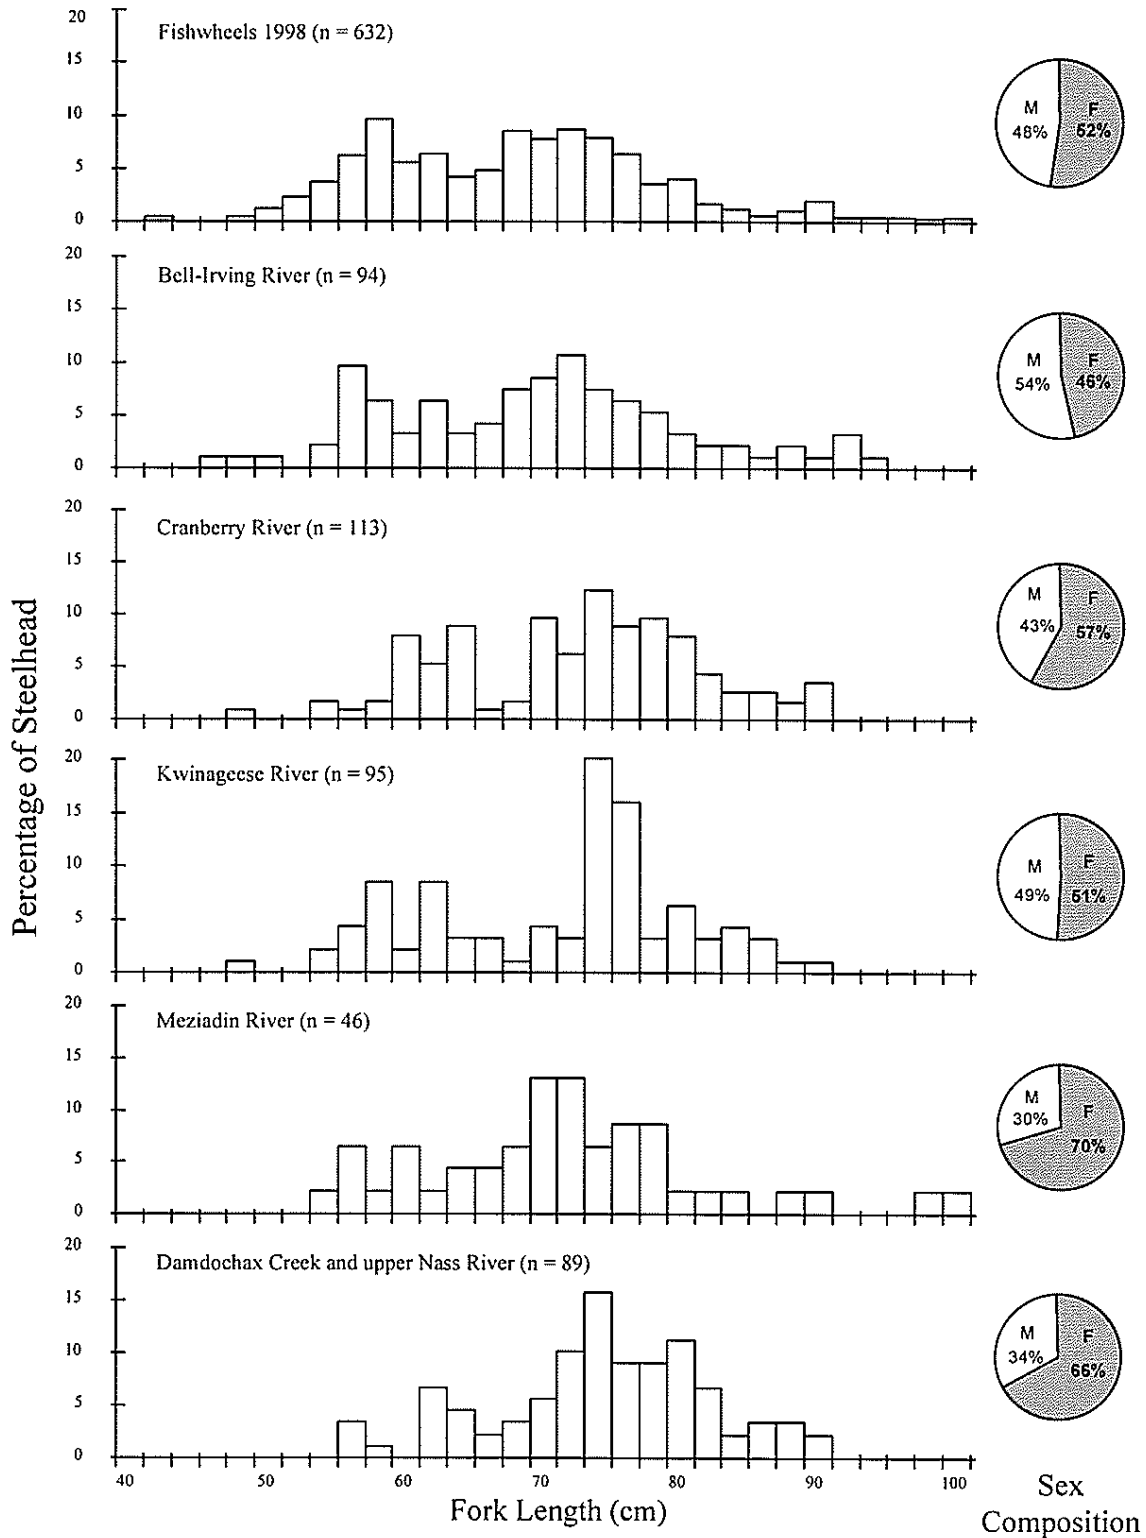 20
Fishwheels 1998 (n = 632)
15
10
5
0
M
48%
F
52%
20
Bell-Irving River (n = 94)
15
10
5
0
M
54%
F
46%
20
Cranberry River (n = 113)
15
10
5
0
M
43%
F
57%
20
Kwinageese River (n = 95)
15
10
5
0
M
49%
F
51%
20
Meziadin River (n = 46)
15
10
5
0
M
30%
F
70%
20
Damdochax Creek and upper Nass River (n = 89)
15
10
5
0
M
34%
F
66%
40 50 60 70 80 90 100
Percentage of Steelhead
Fork Length (cm)
Sex
Composition